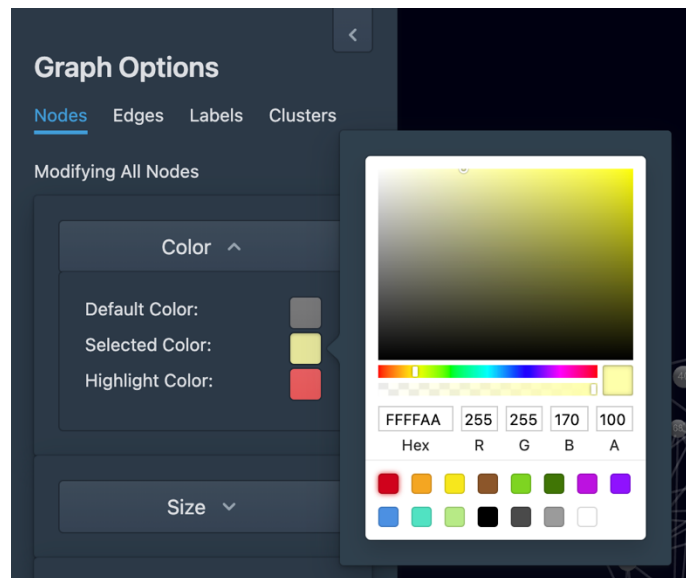 Graph Options
Nodes Edges Labels Clusters
Modifying All Nodes
Color
Default Color:
Selected Color:
Highlight Color:
Size
FFFFAA 255 255 170 100
Hex R G B A